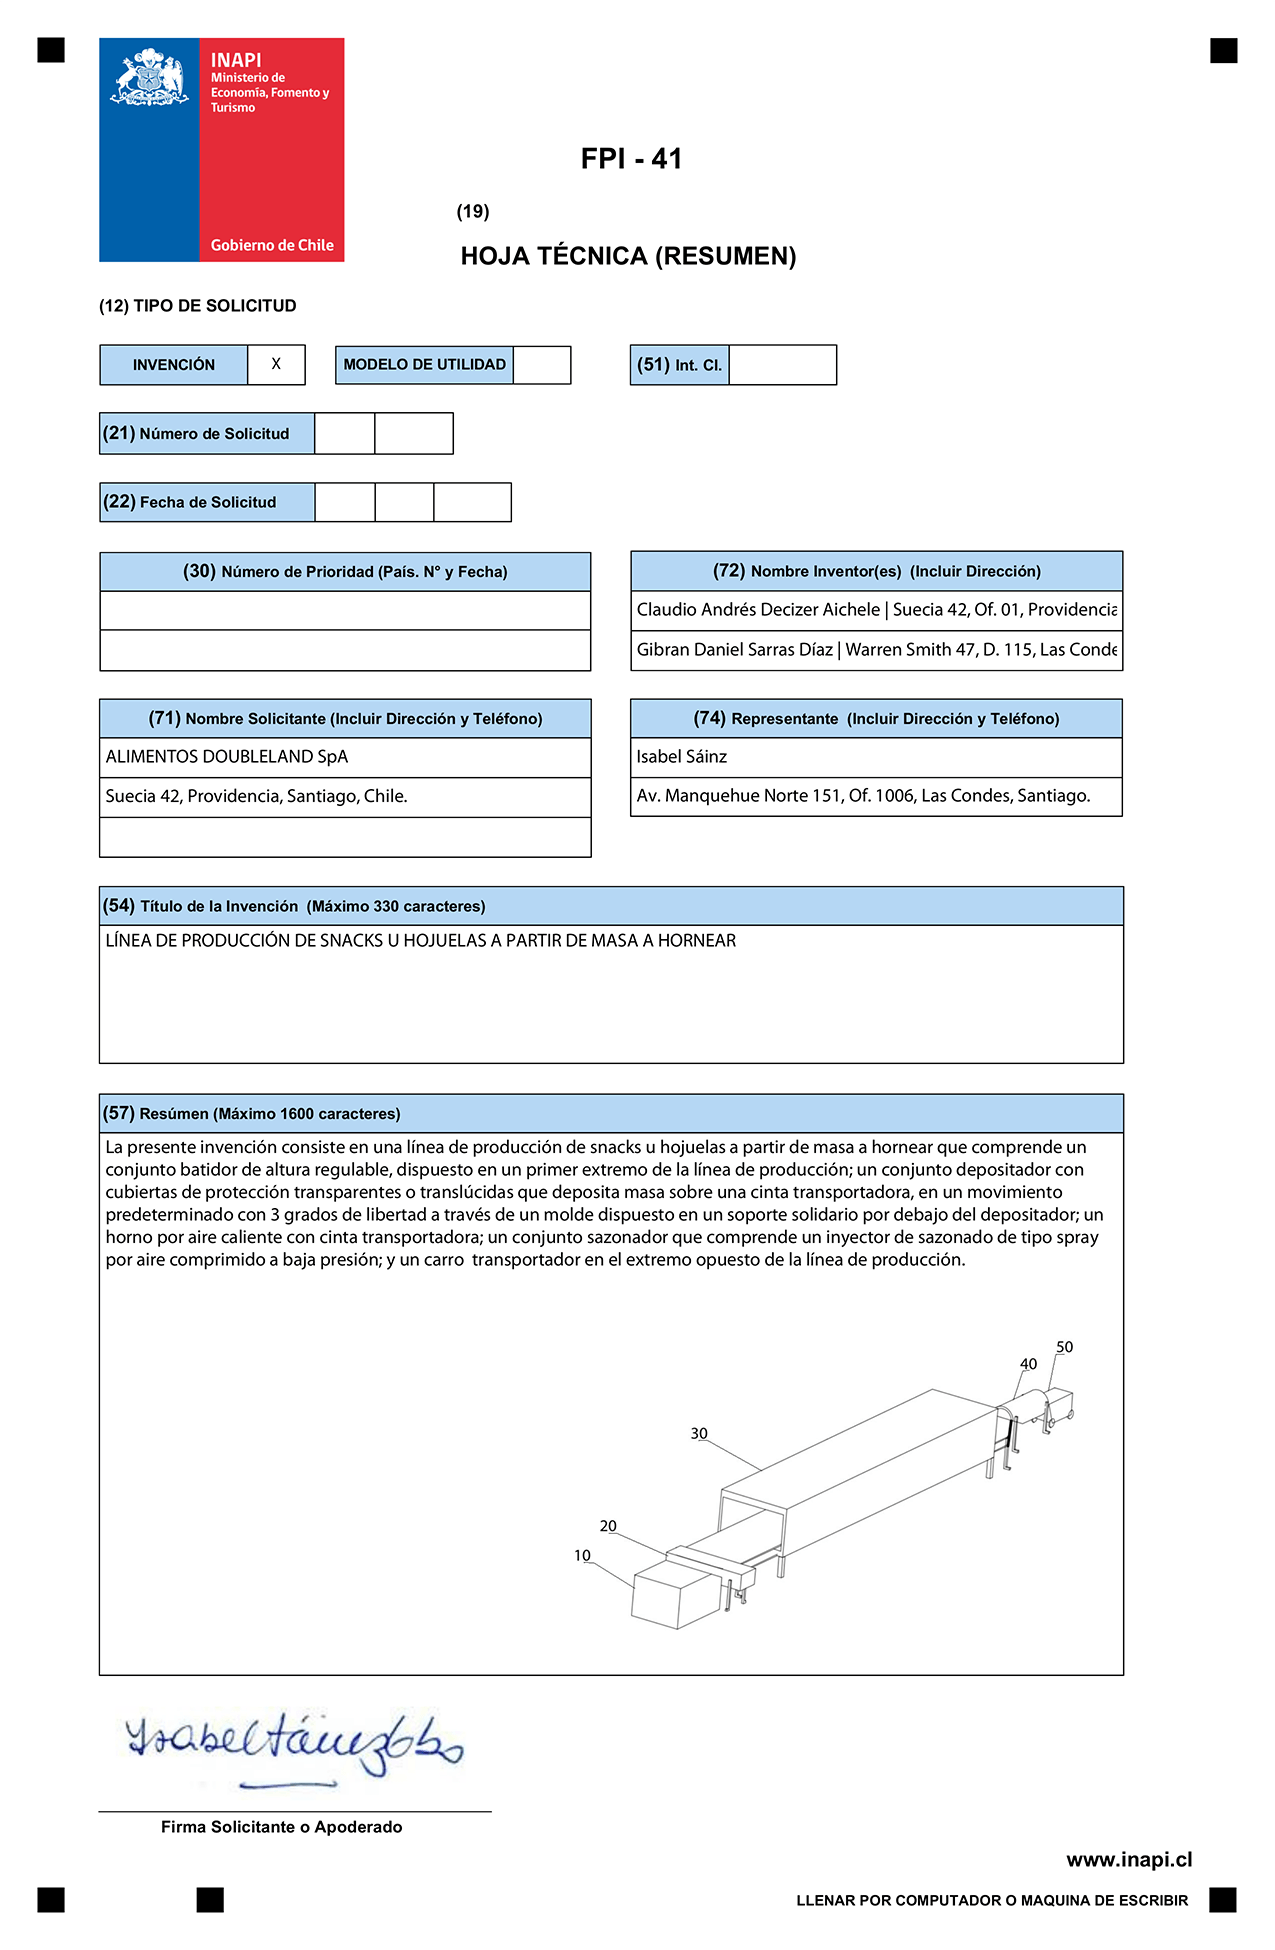 INAPI
Ministerio de
Economía, Fomento y
Turismo
Gobierno de Chile
FPI - 41
(19)
HOJA TÉCNICA (RESUMEN)
(12) TIPO DE SOLICITUD
INVENCIÓN X MODELO DE UTILIDAD (51) Int. Cl.
(21) Número de Solicitud
(22) Fecha de Solicitud
(30) Número de Prioridad (País. N° y Fecha)
(72) Nombre Inventor(es) (Incluir Dirección)
Claudio Andrés Decizer Aichele | Suecia 42, Of. 01, Providencia
Gibran Daniel Sarras Díaz | Warren Smith 47, D. 115, Las Conde
(71) Nombre Solicitante (Incluir Dirección y Teléfono)
ALIMENTOS DOUBLELAND SpA
Suecia 42, Providencia, Santiago, Chile.
(74) Representante (Incluir Dirección y Teléfono)
Isabel Sáinz
Av. Manquehue Norte 151, Of. 1006, Las Condes, Santiago.
(54) Título de la Invención (Máximo 330 caracteres)
LÍNEA DE PRODUCCIÓN DE SNACKS U HOJUELAS A PARTIR DE MASA A HORNEAR
(57) Resúmen (Máximo 1600 caracteres)
La presente invención consiste en una línea de producción de snacks u hojuelas a partir de masa a hornear que comprende un
conjunto batidor de altura regulable, dispuesto en un primer extremo de la línea de producción; un conjunto depositador con
cubiertas de protección transparentes o translúcidas que deposita masa sobre una cinta transportadora, en un movimiento
predeterminado con 3 grados de libertad a través de un molde dispuesto en un soporte solidario por debajo del depositador; un
horno por aire caliente con cinta transportadora; un conjunto sazonador que comprende un inyector de sazonado de tipo spray
por aire comprimido a baja presión; y un carro transportador en el extremo opuesto de la línea de producción.
50
40
30
20
10
Firma Solicitante o Apoderado
www.inapi.cl
LLENAR POR COMPUTADOR O MAQUINA DE ESCRIBIR